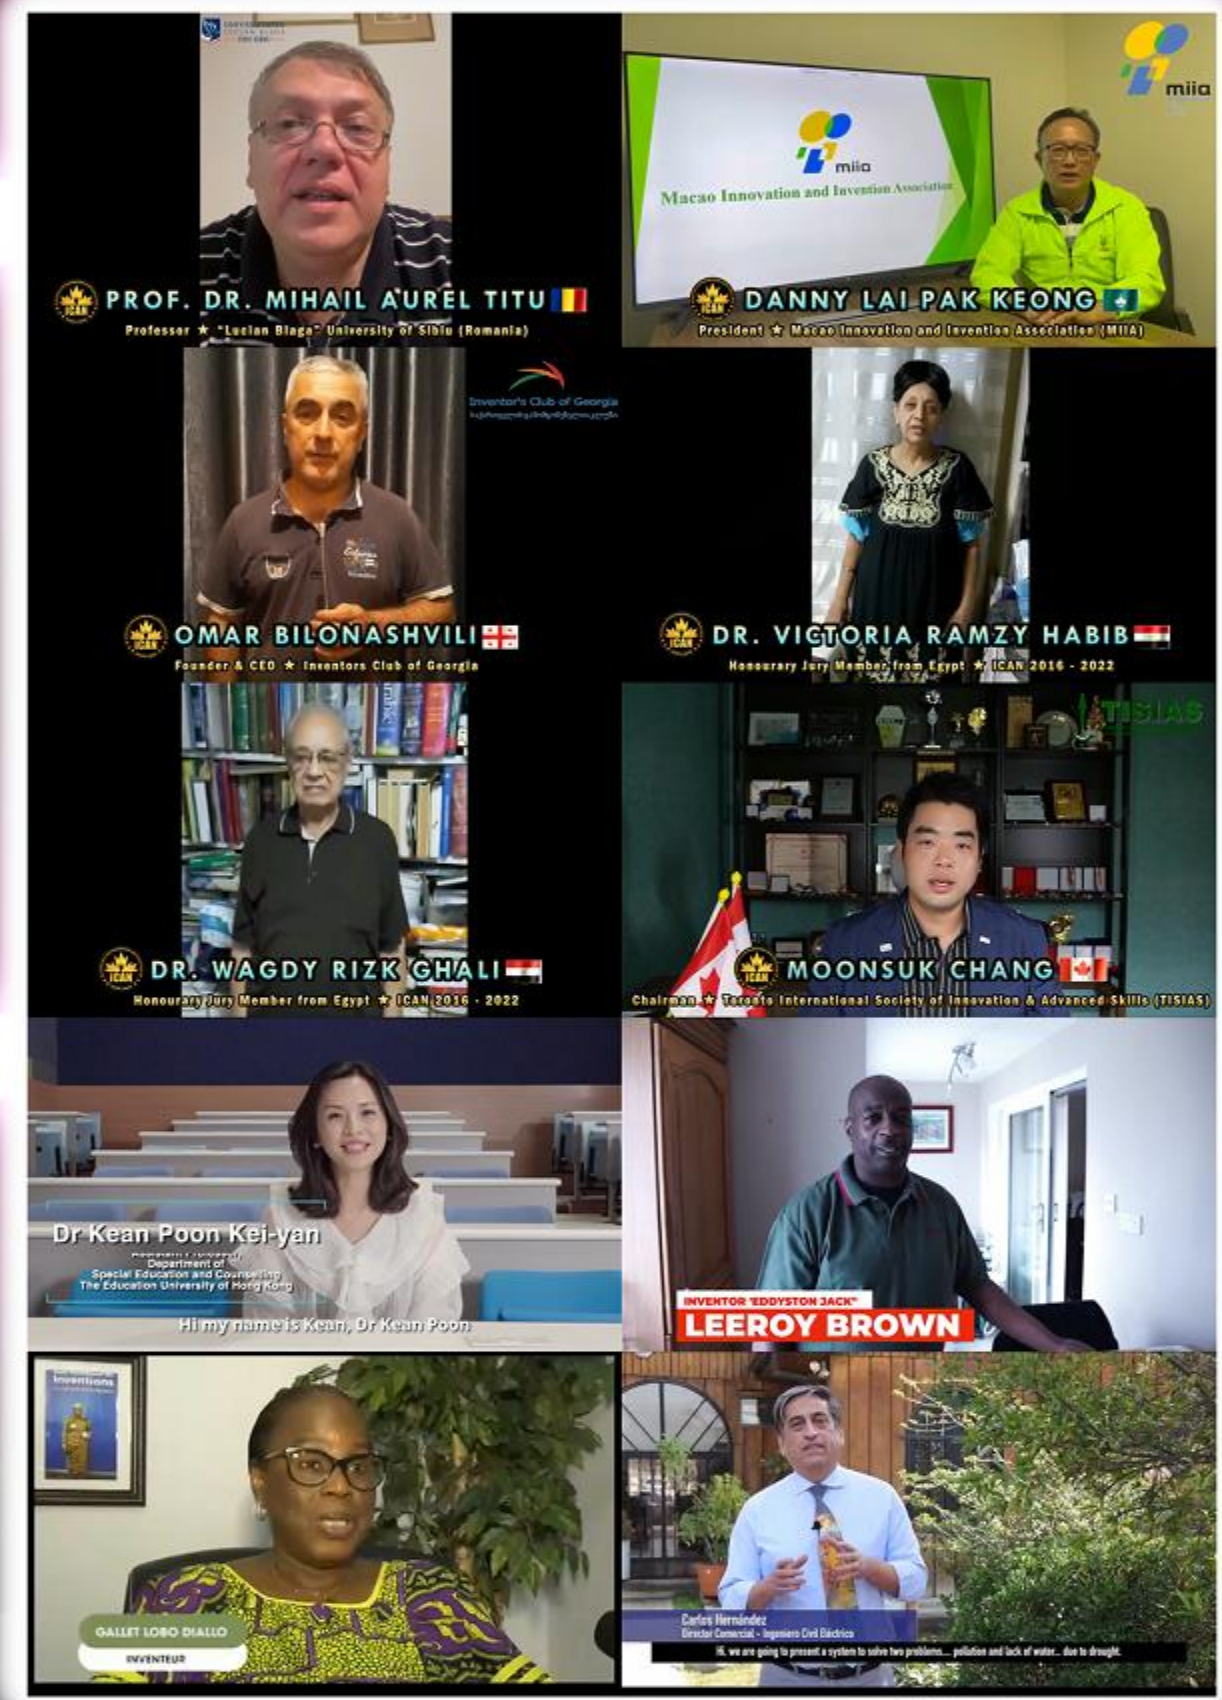 PROF. DR. MIHAIL AUREL TITU
Professor ★ "Lucian Blaga" University of Sibiu (Romania)
miia
miia
Macao Innovation and Invention Association
ICAN
DANNY LAI PAK KEONG
President ★ Macao Innovation and Invention Association (MIIA)
Inventor's Club of Georgia
ICAN
OMAR BILONASHVILI
Founder & CEO ★ Inventors Club of Georgia
ICAN
DR. VICTORIA RAMZY HABIB
Honourary Jury Member from Egypt ★ ICAN 2016 - 2022
ICAN
DR. WAGDY RIZK GHALI
Honourary Jury Member from Egypt ★ ICAN 2016 - 2022
TISIAS
ICAN
MOONSUK CHANG
Chairman ★ Toronto International Society of Innovation & Advanced Skills (TISIAS)
Dr Kean Poon Kei-yan
Department of
Special Education and Counselling
The Education University of Hong Kong
Hi my name is Kean, Dr Kean Poon
INVENTOR "EDDYSTON JACK"
LEEROY BROWN
Inventions
GALLET LOBO DIALLO
INVENTEUR
Carlos Hernández
Director Comercial - Ingeniero Civil Eléctrico
Hi, we are going to present a system to solve two problems.... pollution and lack of water... due to drought.